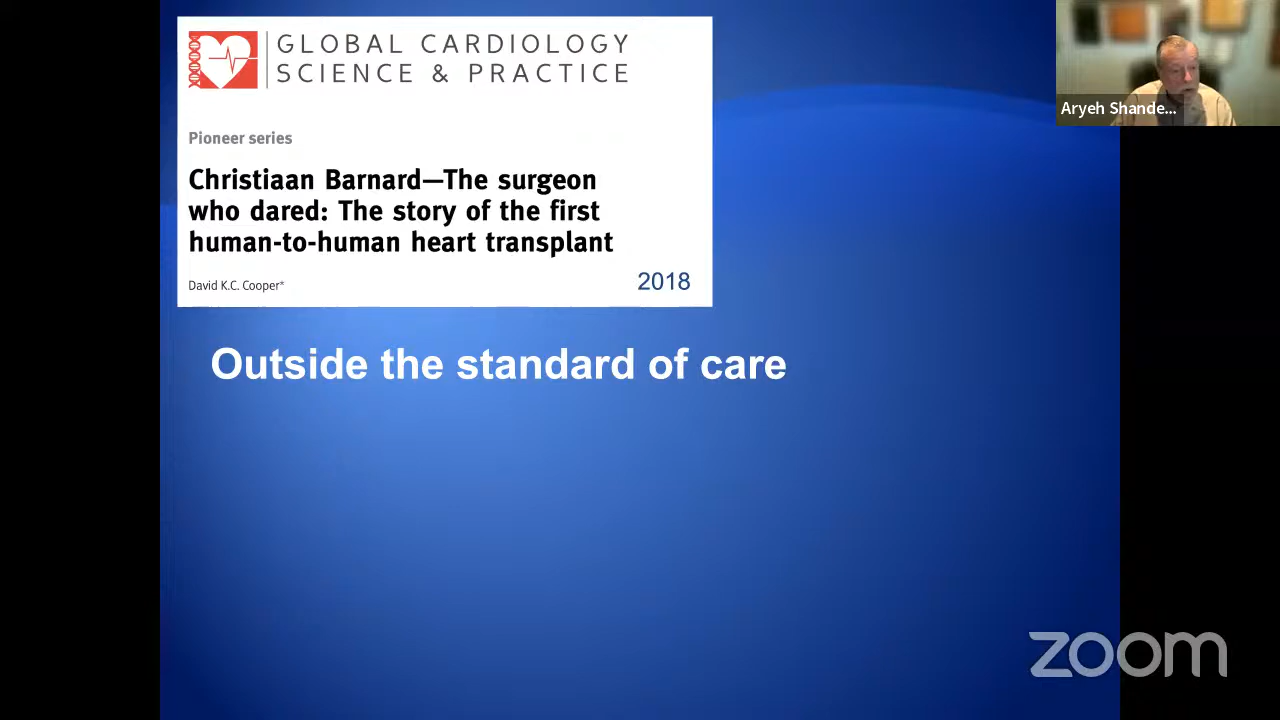 GLOBAL CARDIOLOGY
SCIENCE & PRACTICE
Pioneer series
Christiaan Barnard—The surgeon
who dared: The story of the first
human-to-human heart transplant
David K.C. Cooper*
2018
Outside the standard of care
Aryeh Shande...
zoom